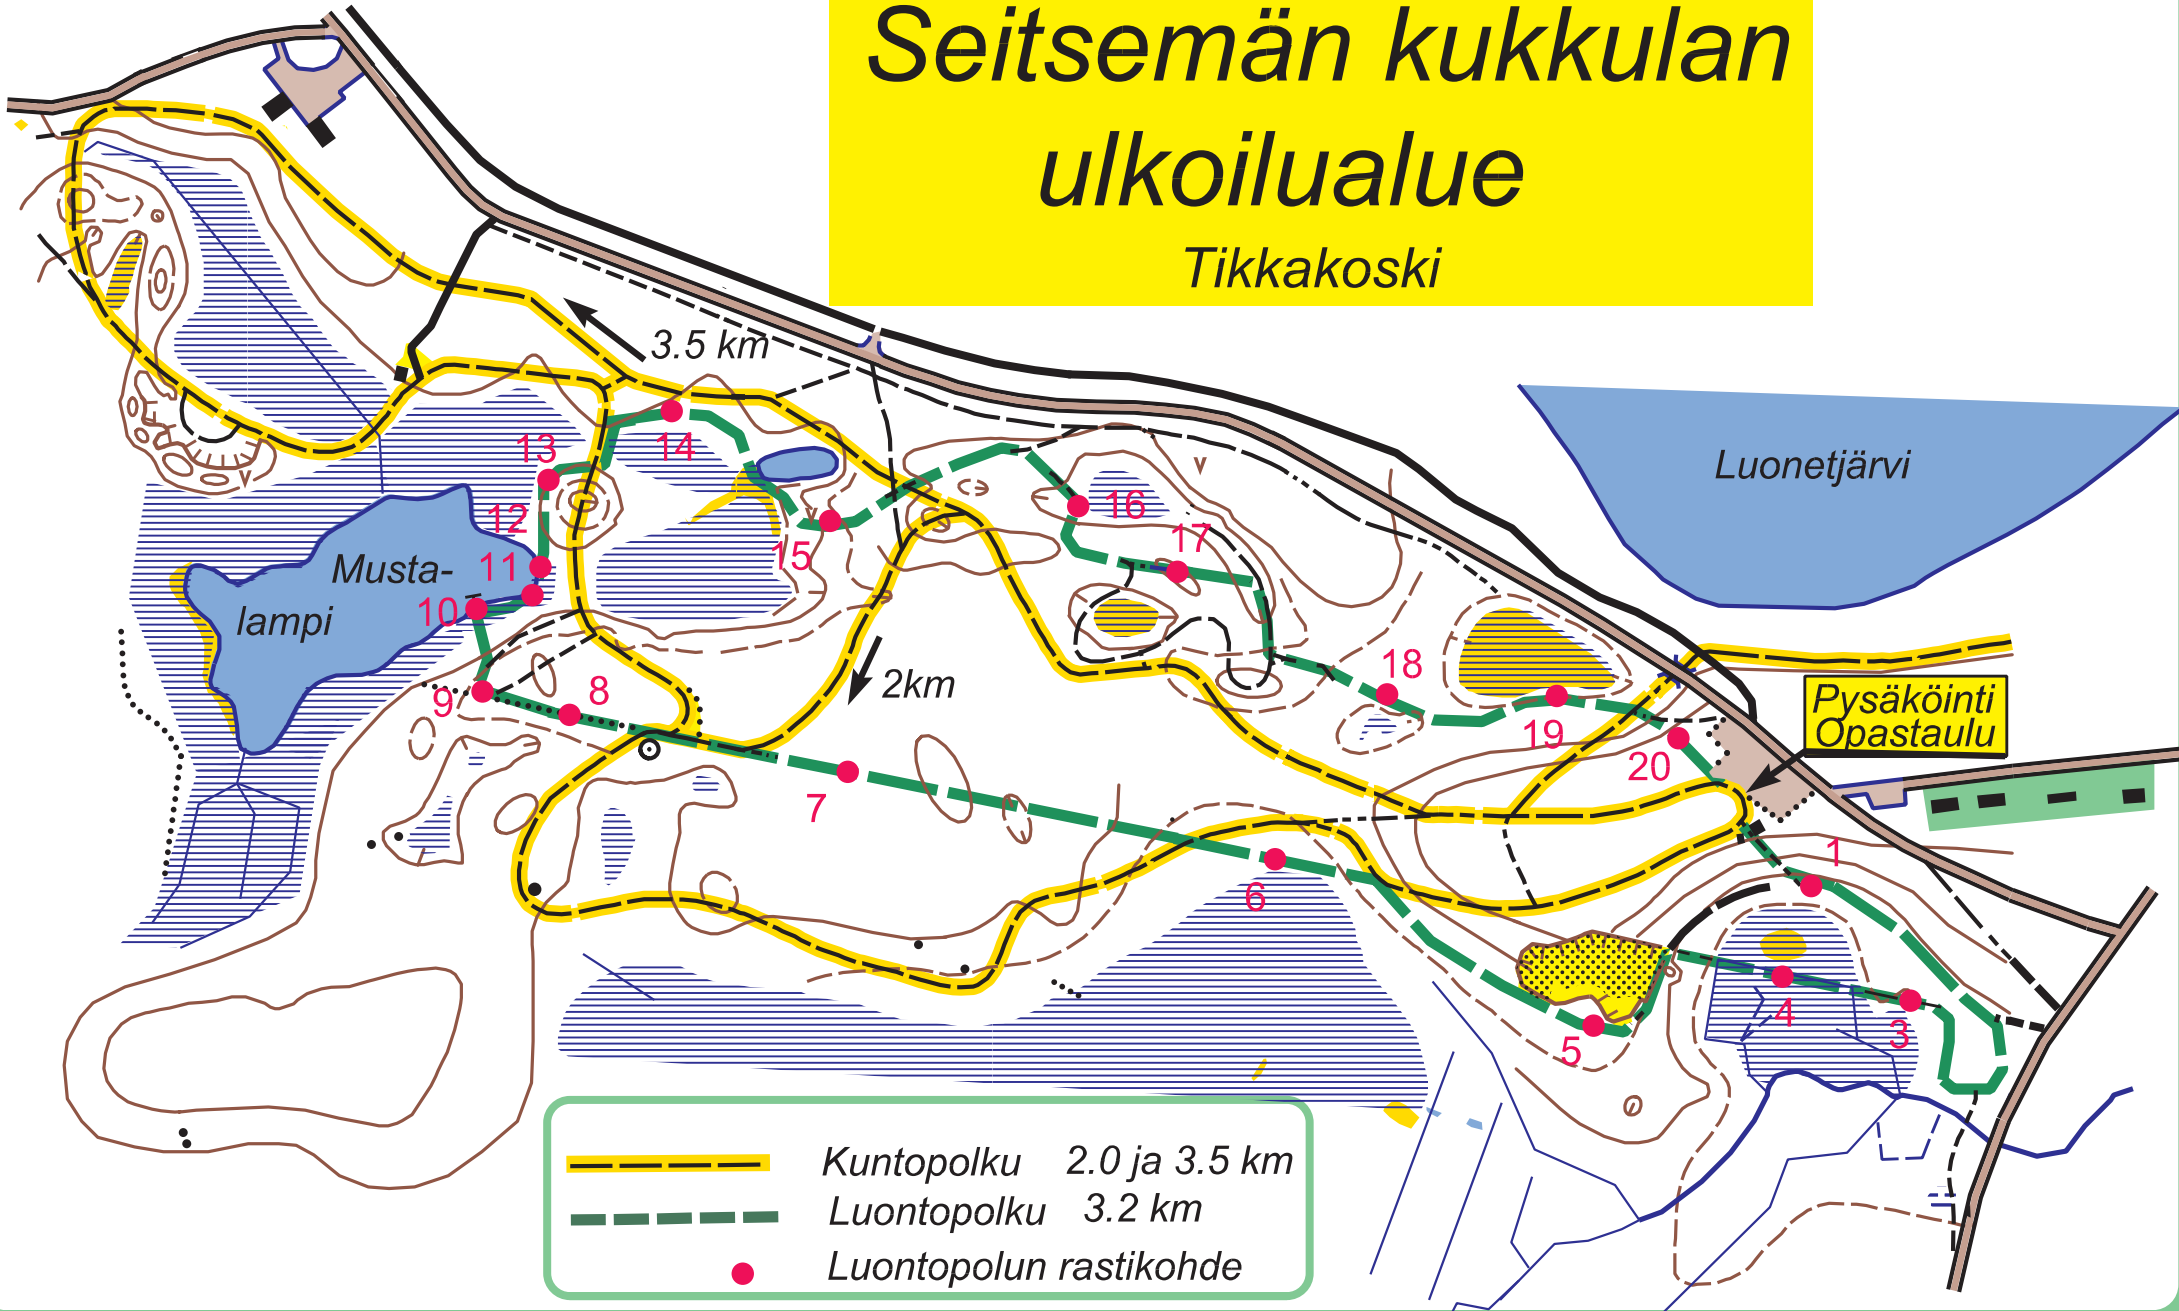 Seitsemän kukkulan
ulkoilualue
Tikkakoski
3.5 km
Luonetjärvi
13
14
12
16
Musta-
11
15
17
lampi
10
18
9
8
2km
Pysäköinti
Opastaulu
19
20
7
1
6
4
3
5
Kuntopolku 2.0 ja 3.5 km
Luontopolku 3.2 km
Luontopolun rastikohde